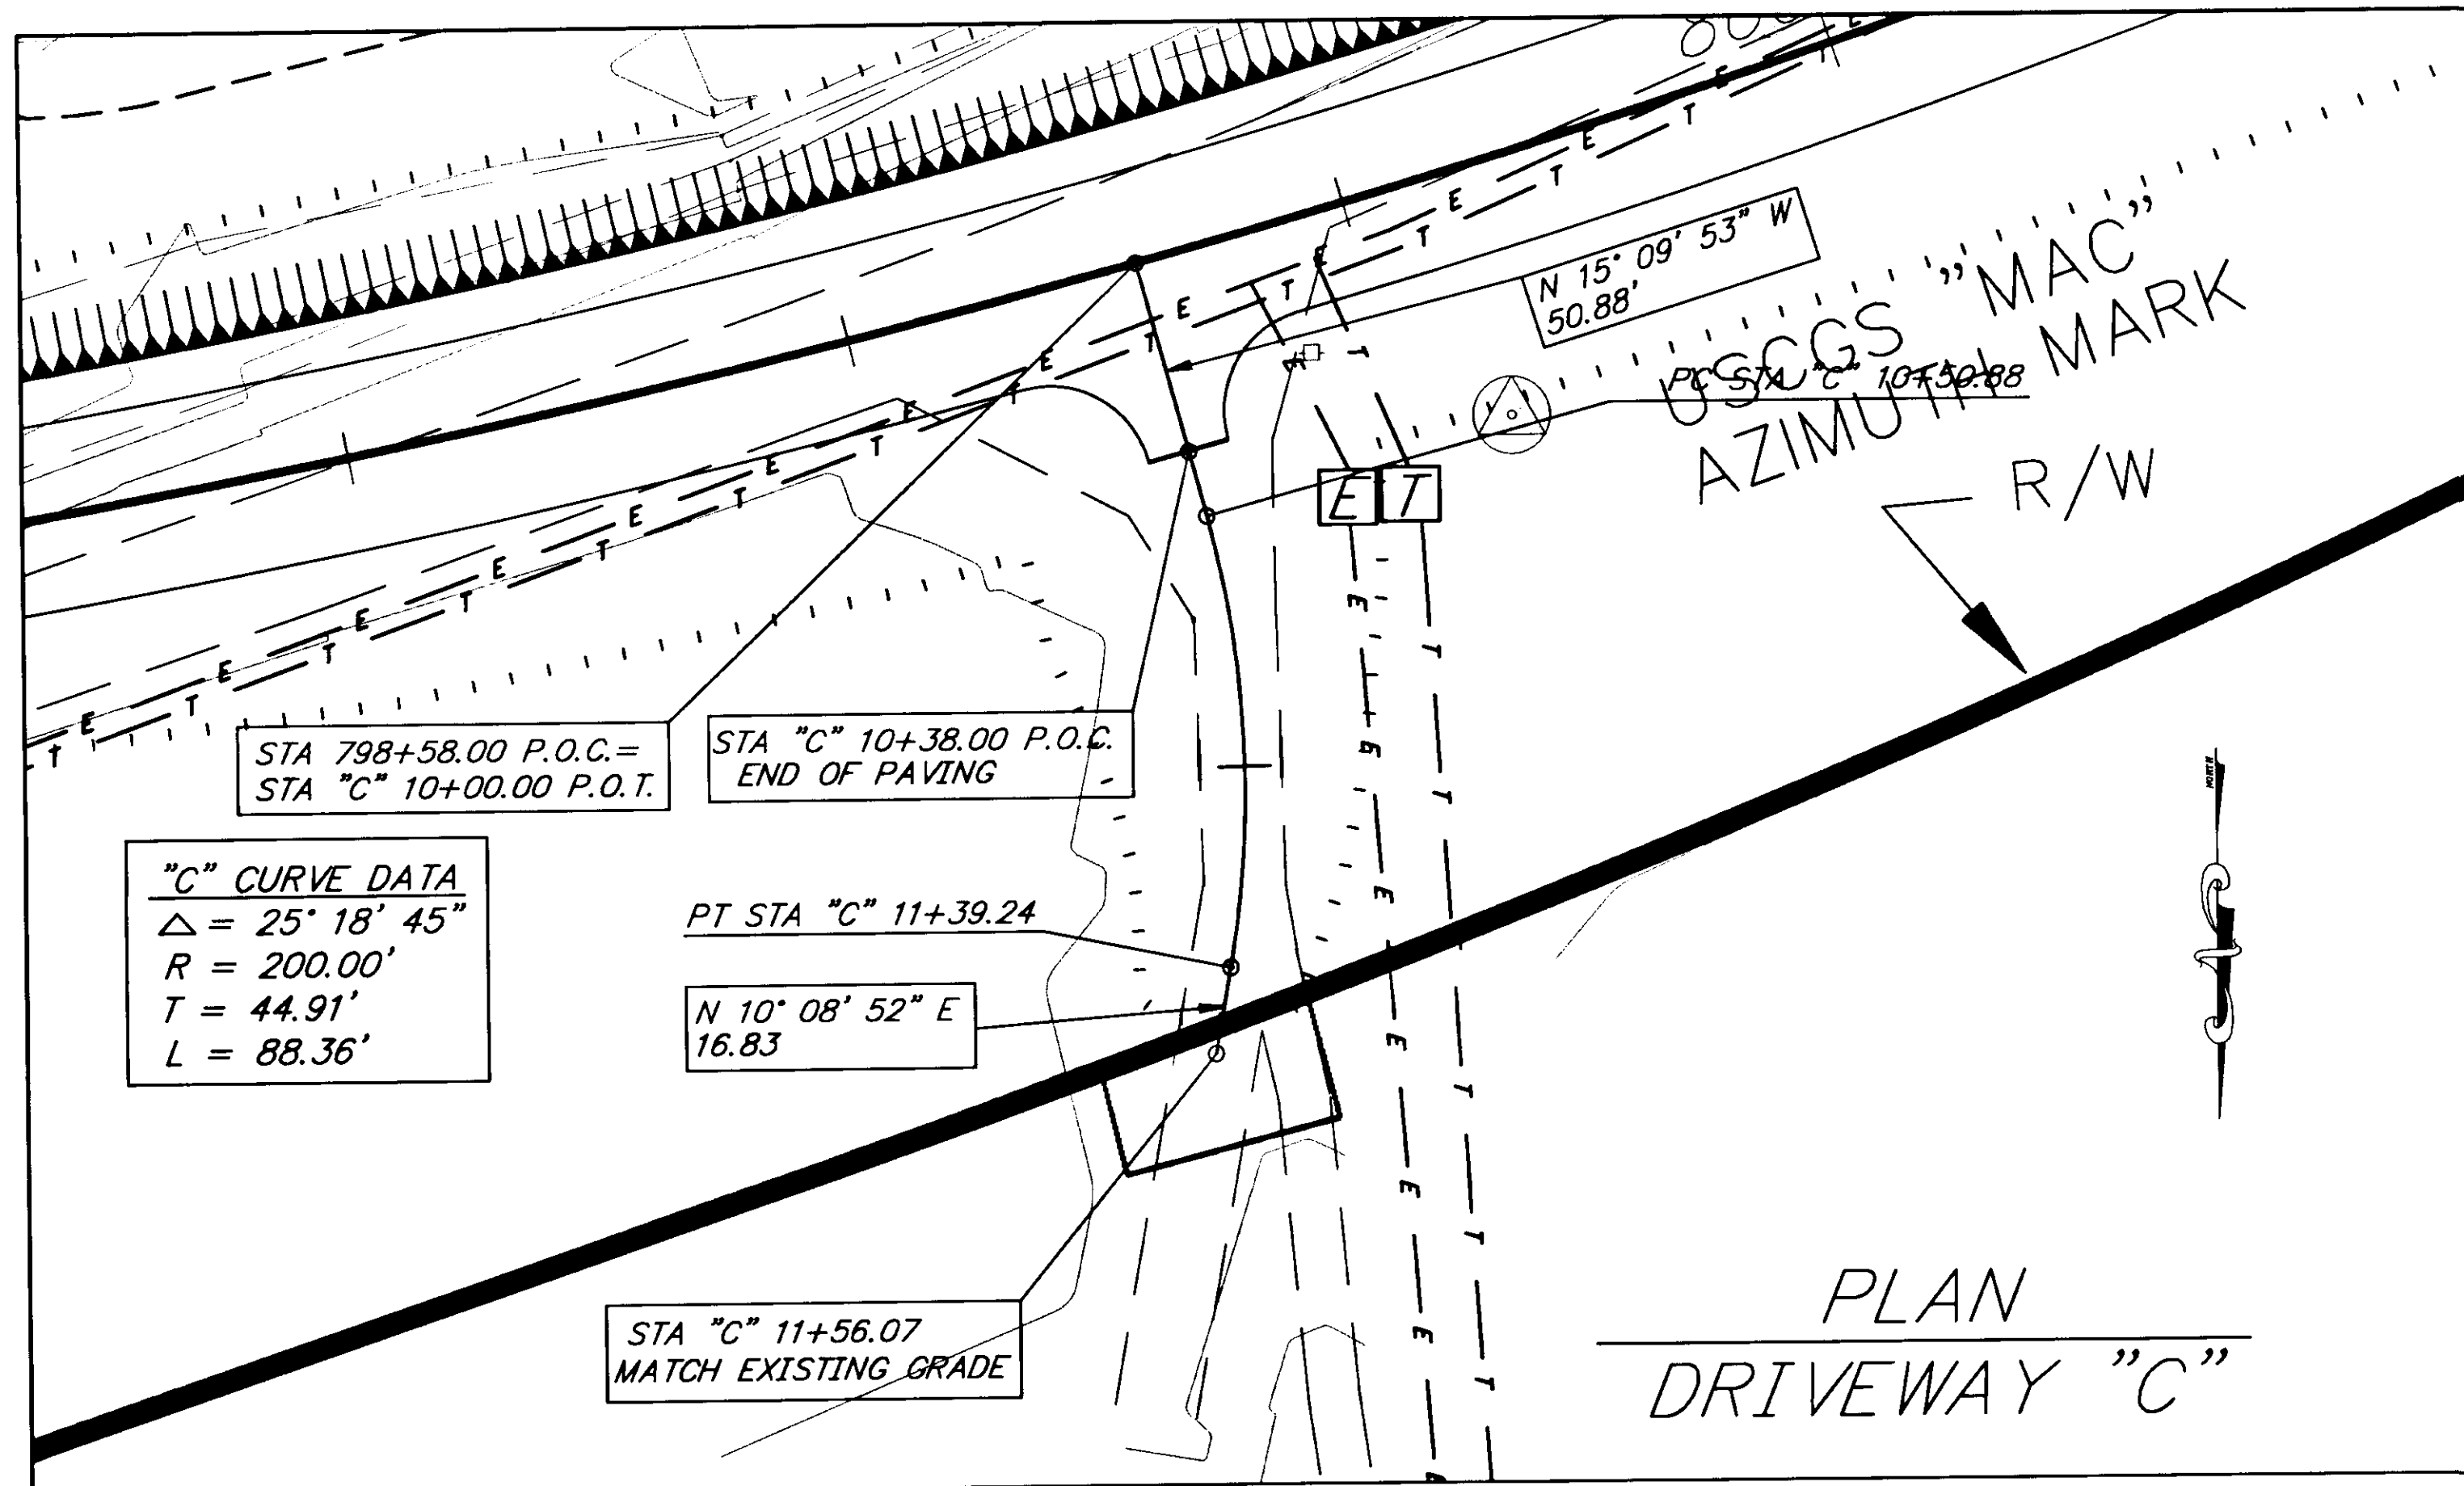 N 15° 09' 53" W
50.88'
USCGS "MAC"
AZIMUTH MARK
PC STA "C" 10+50.88
R/W
E T
STA 798+58.00 P.O.C.=
STA "C" 10+00.00 P.O.T.
STA "C" 10+38.00 P.O.C.
END OF PAVING
"C" CURVE DATA
△ = 25° 18' 45"
R = 200.00'
T = 44.91'
L = 88.36'
PT STA "C" 11+39.24
N 10° 08' 52" E
16.83
NORTH
STA "C" 11+56.07
MATCH EXISTING GRADE
PLAN
DRIVEWAY "C"